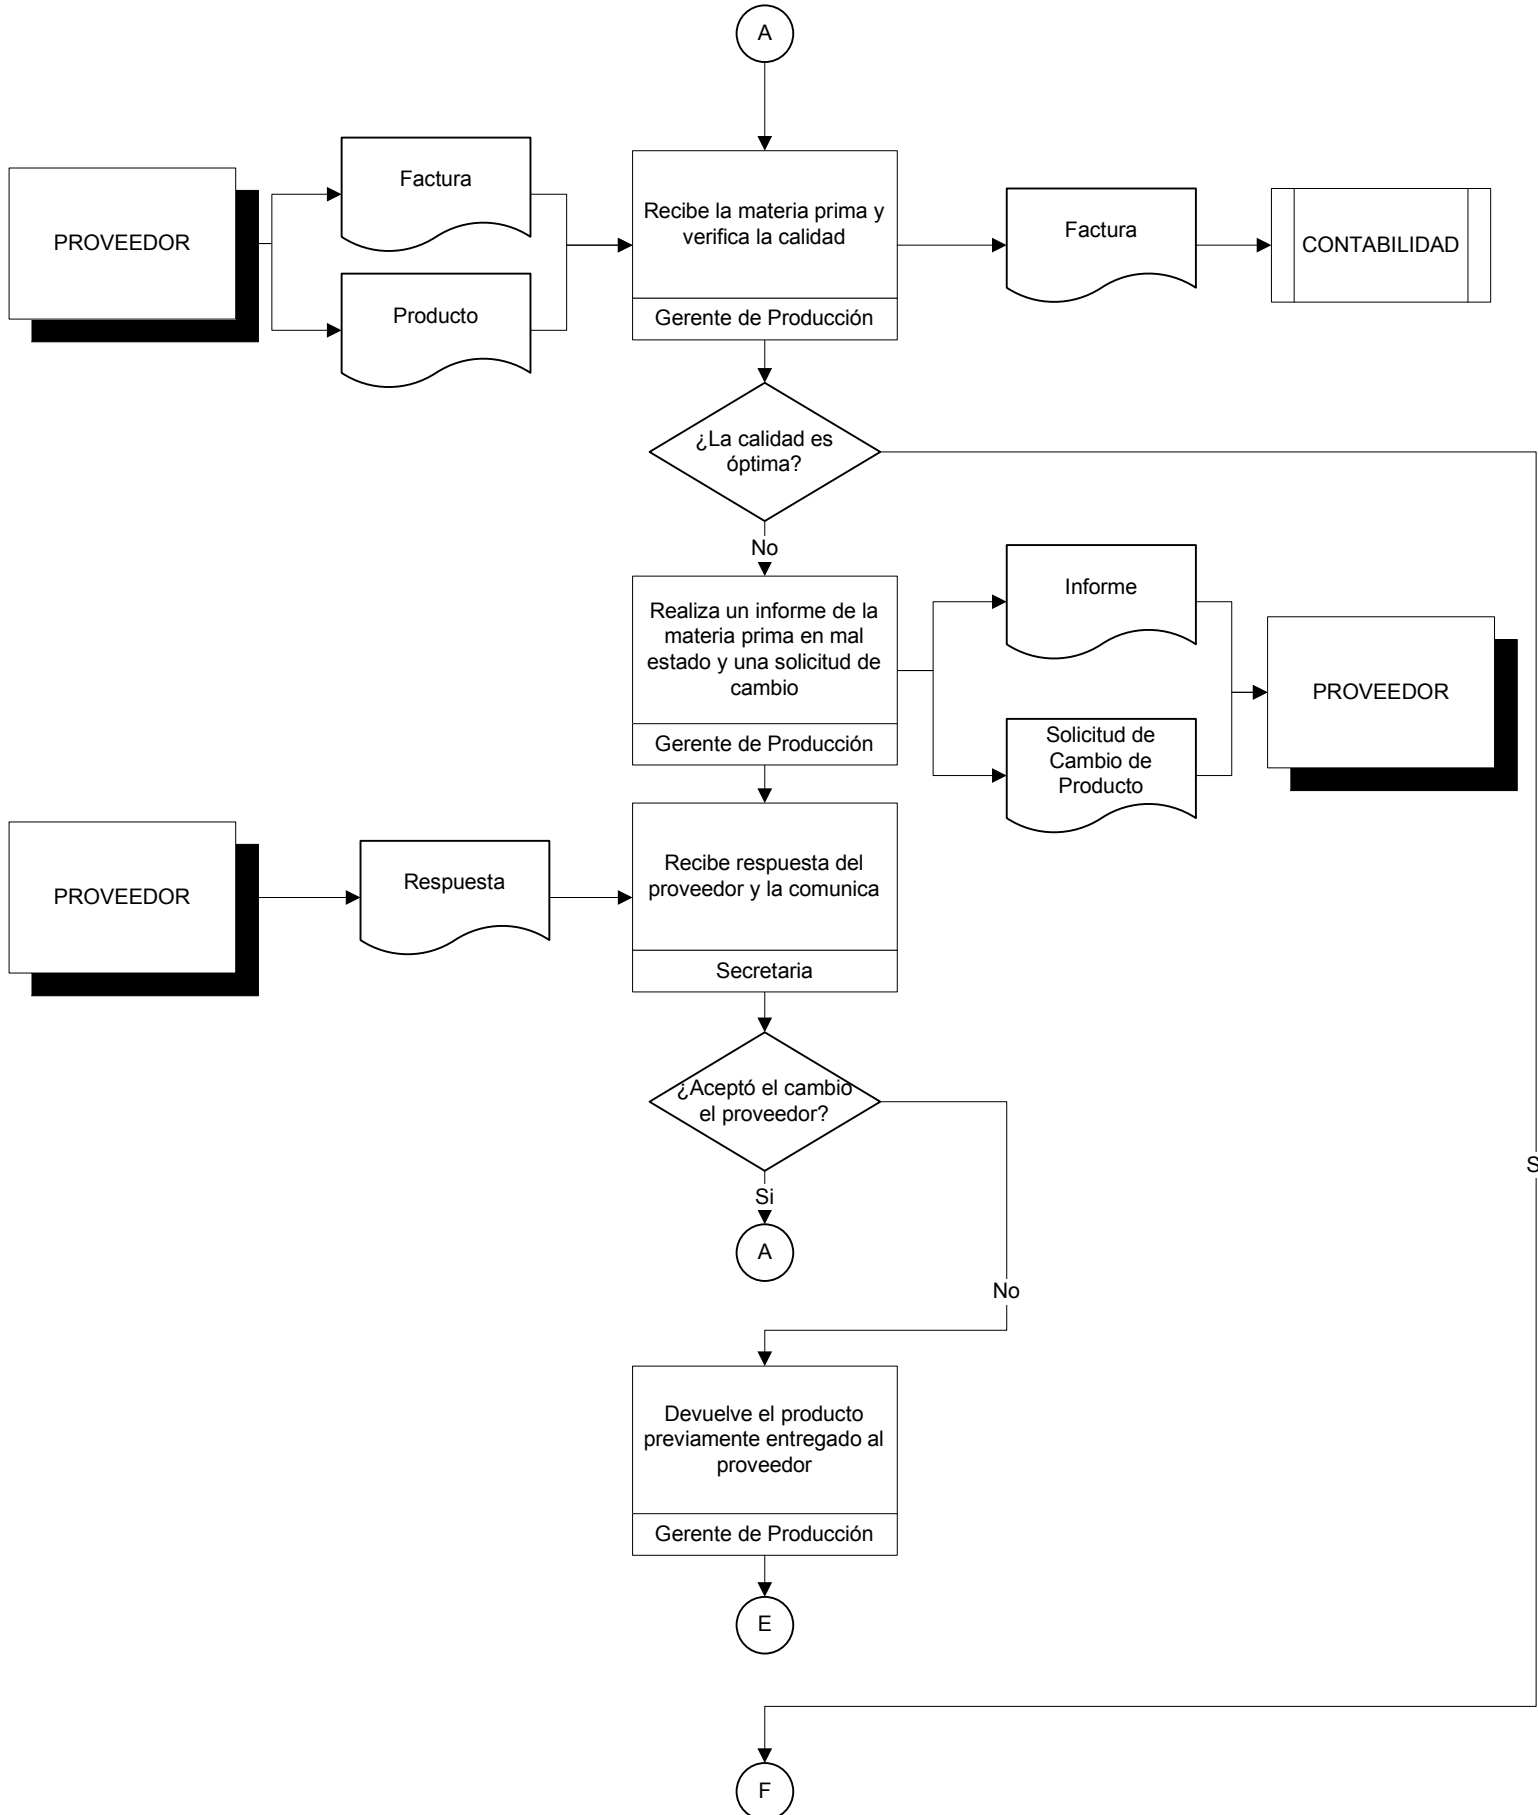 A
PROVEEDOR
Factura
Producto
Recibe la materia prima y
verifica la calidad
Gerente de Producción
Factura
CONTABILIDAD
¿La calidad es
óptima?
No
Realiza un informe de la
materia prima en mal
estado y una solicitud de
cambio
Gerente de Producción
Informe
Solicitud de
Cambio de
Producto
PROVEEDOR
PROVEEDOR
Respuesta
Recibe respuesta del
proveedor y la comunica
Secretaria
¿Aceptó el cambio
el proveedor?
S
Si
A
No
Devuelve el producto
previamente entregado al
proveedor
Gerente de Producción
E
F